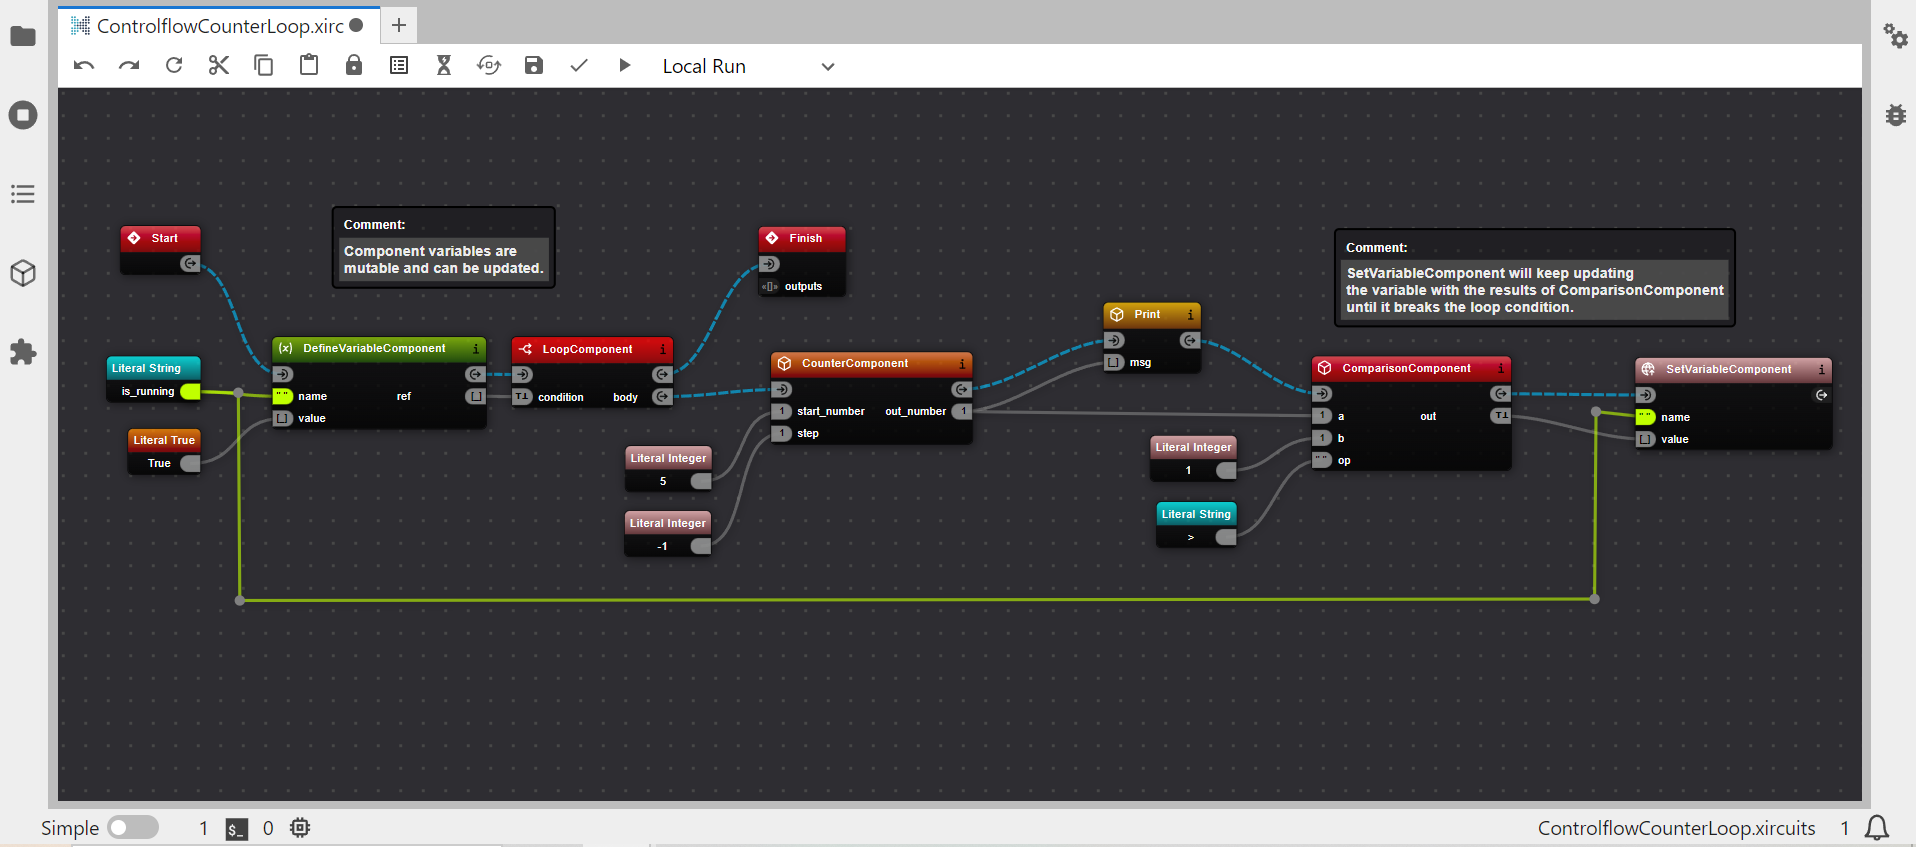 ControlflowCounterLoop.xirc
Local Run
Comment:
Component variables are
mutable and can be updated.
Comment:
SetVariableComponent will keep updating
the variable with the results of ComparisonComponent
until it breaks the loop condition.
Start
Finish
outputs
Literal String
is_running
Literal True
True
DefineVariableComponent
name ref
value
LoopComponent
condition body
CounterComponent
start_number out_number
step
Literal Integer
5
Literal Integer
-1
Print
msg
ComparisonComponent
a out
b
op
Literal Integer
1
Literal String
>
SetVariableComponent
name
value
Simple 1 $_ 0 ControlflowCounterLoop.xircuits 1